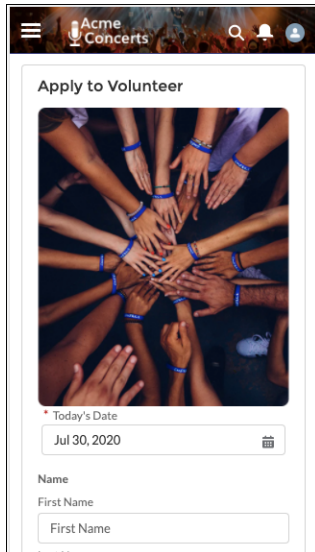 Acme
Concerts
Apply to Volunteer
* Today's Date
Jul 30, 2020
Name
First Name
First Name